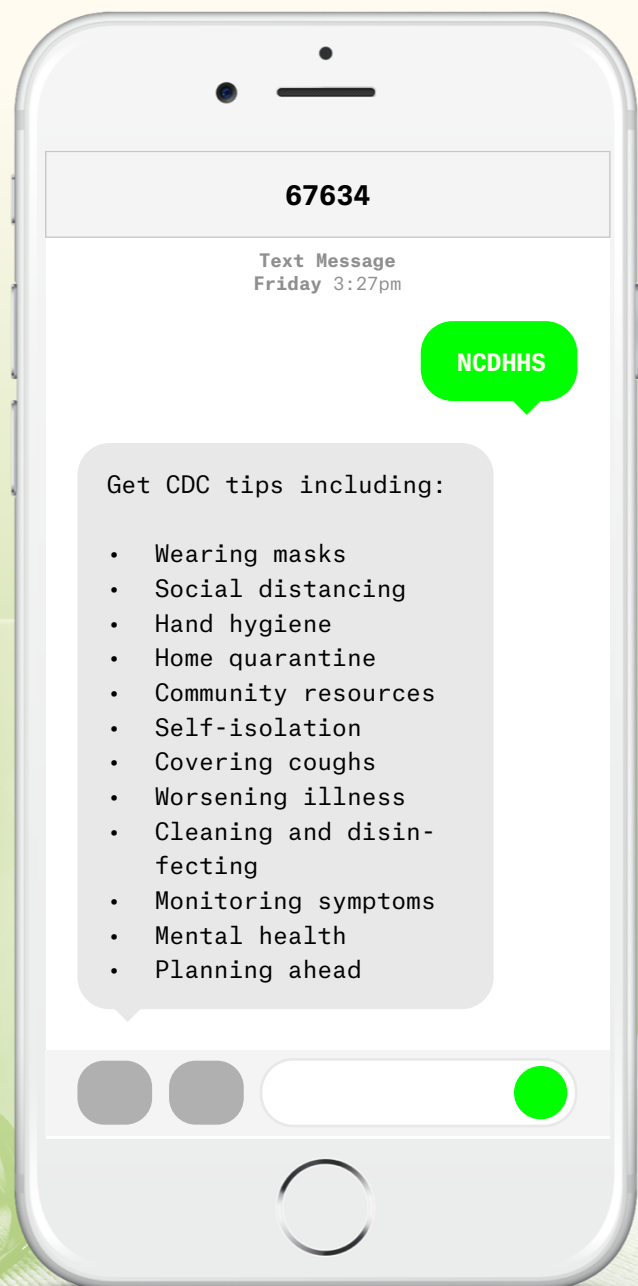 67634
Text Message
Friday 3:27pm
NCDHHS
Get CDC tips including:
• Wearing masks
• Social distancing
• Hand hygiene
• Home quarantine
• Community resources
• Self-isolation
• Covering coughs
• Worsening illness
• Cleaning and disin-
fecting
• Monitoring symptoms
• Mental health
• Planning ahead